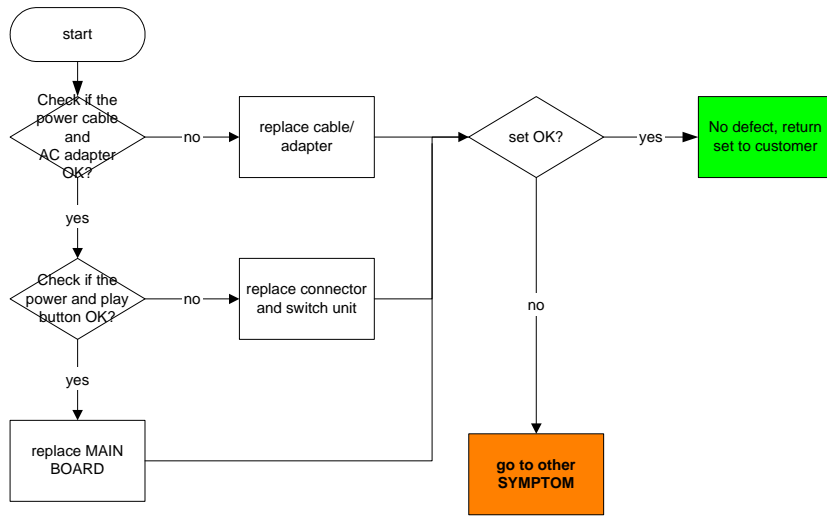 start
Check if the
power cable
and
AC adapter
OK?
no
replace cable/
adapter
set OK?
yes
No defect, return
set to customer
yes
Check if the
power and play
button OK?
no
replace connector
and switch unit
no
yes
replace MAIN
BOARD
go to other
SYMPTOM